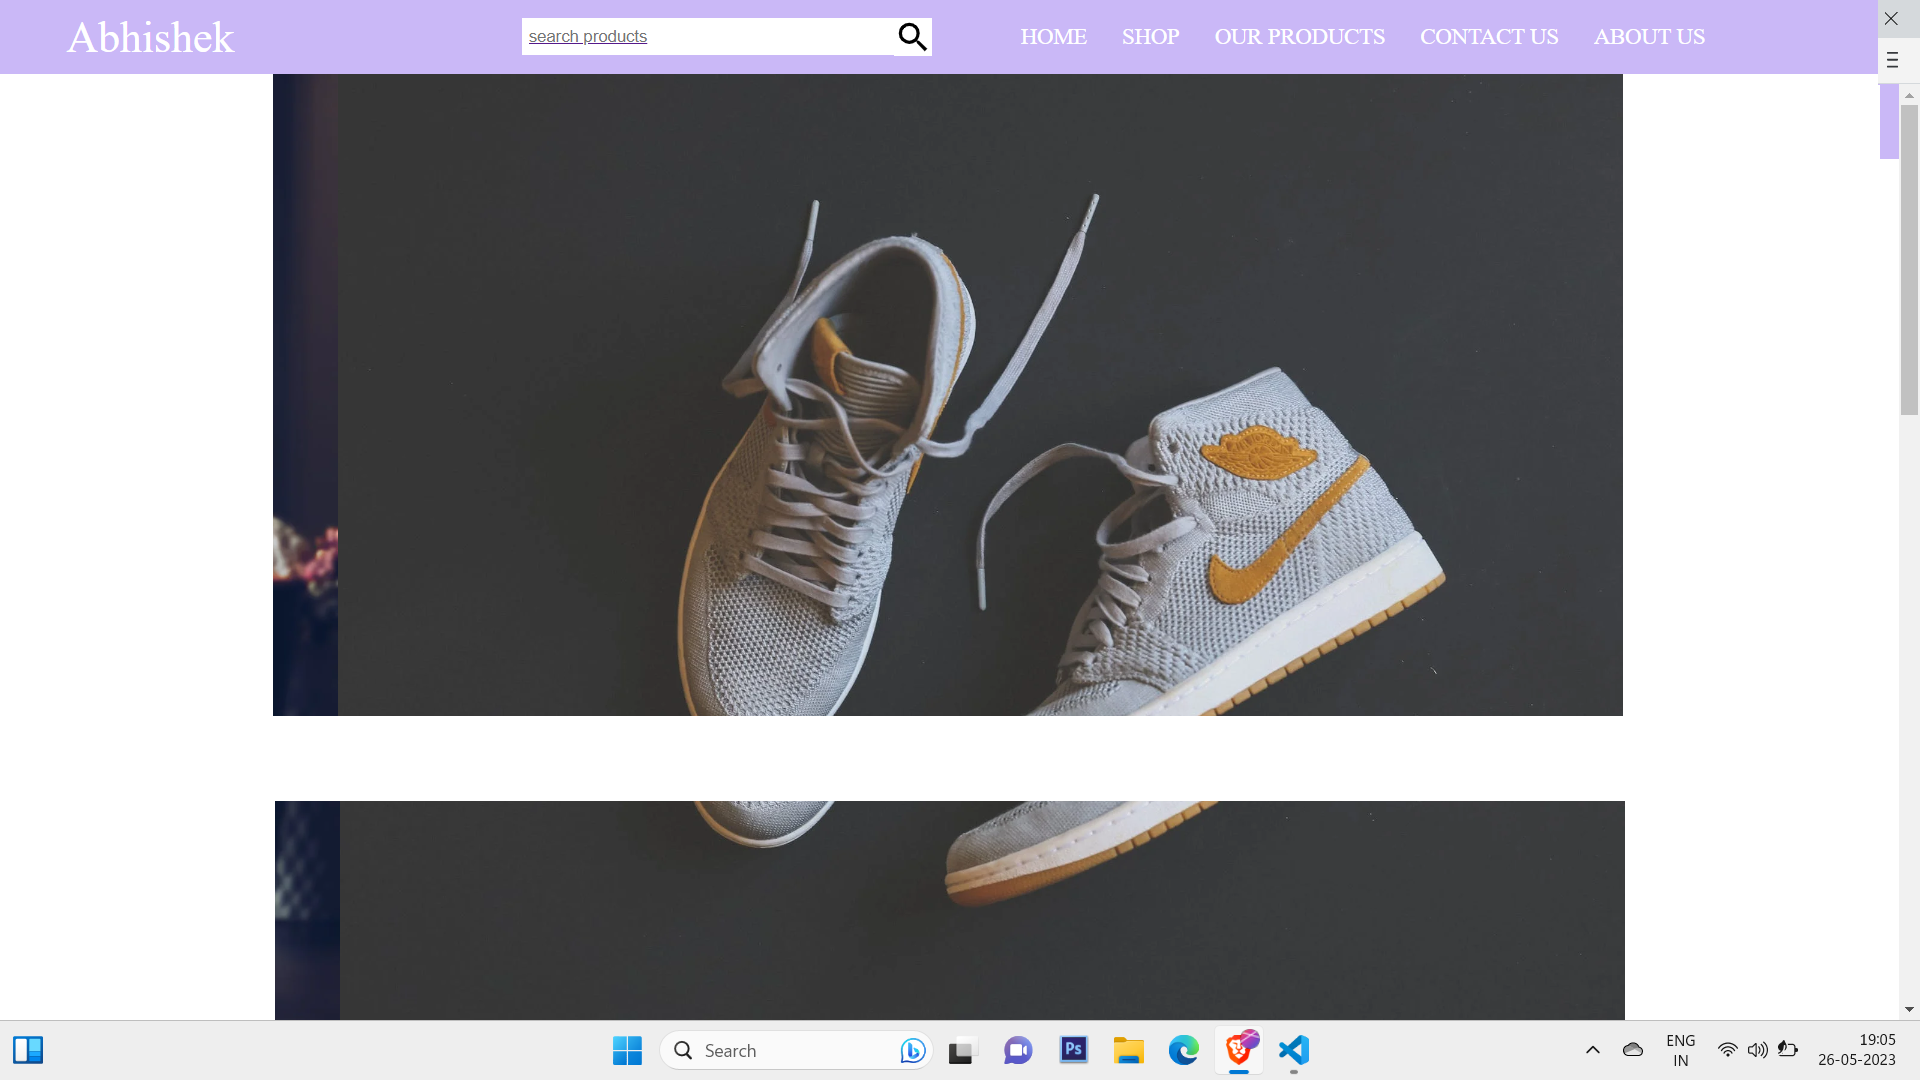 Abhishek
search products
HOME SHOP OUR PRODUCTS CONTACT US ABOUT US
Ps
Search
ENG
IN
19:05
26-05-2023